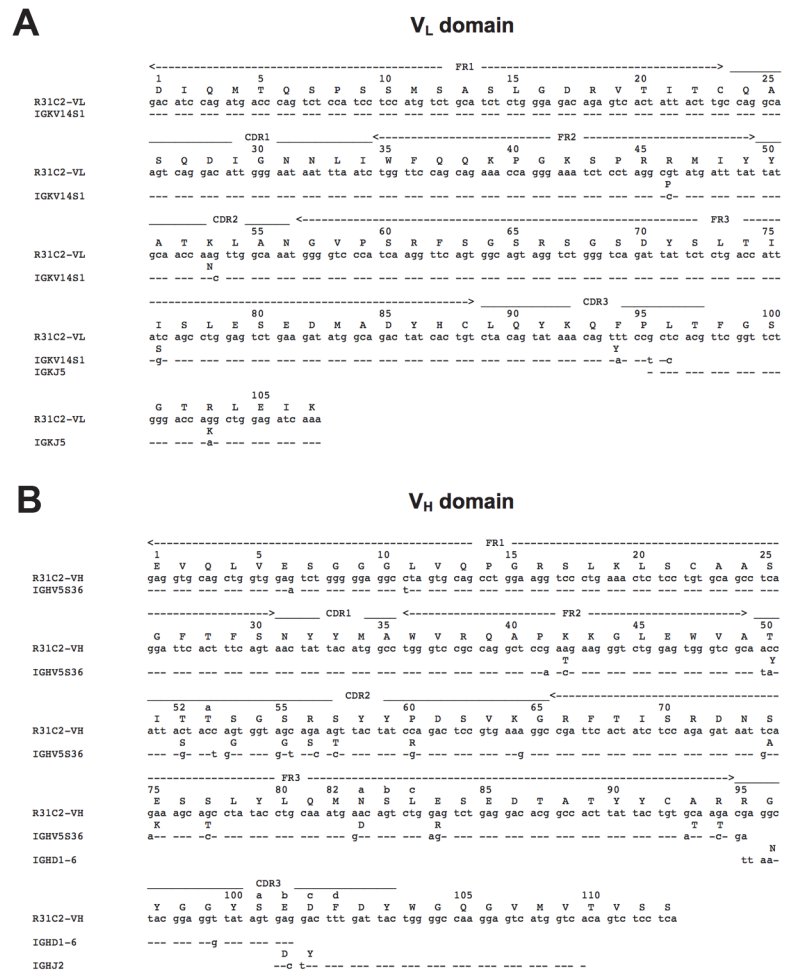 A
V<sub>L</sub> domain
<---------------------------------------------- FR1 ---------------------------------------->
1 5 10 15 20 25
D I Q M T Q S P S S M S A S L G D R V T I T C Q A
R31C2-VL gac atc cag atg acc cag tct cca tcc tcc atg tct gca tct ctg gga gac aga gtc act att act tgc cag gca
IGKV14S1 --- --- --- --- --- --- --- --- --- --- --- --- --- --- --- --- --- --- --- --- --- --- --- --- ---
CDR1 <----------------------------- FR2 ------------------------->
30 35 40 45 50
S Q D I G N N L I W F Q Q K P G K S P R R M I Y Y
R31C2-VL agt cag gac att ggg aat aat tta atc tgg ttc cag cag aaa cca ggg aaa tct cct agg cgt atg att tat tat
P
IGKV14S1 --- --- --- --- --- --- --- --- --- --- --- --- --- --- --- --- --- --- --- --- -c- --- --- --- ---
CDR2 <---------------------------------------------------------------- FR3 ------
55 60 65 70 75
A T K L A N G V P S R F S G S R S G S D Y S L T I
R31C2-VL gca acc aag ttg gca aat ggg gtc cca tca agg ttc agt ggc agt agg tct ggg tca gat tat tct ctg acc att
N
IGKV14S1 --- --- --c --- --- --- --- --- --- --- --- --- --- --- --- --- --- --- --- --- --- --- --- --- ---
----------------------------------------------------> CDR3
80 85 90 95 100
I S L E S E D M A D Y H C L Q Y K Q F P L T F G S
R31C2-VL atc agc ctg gag tct gaa gat atg gca gac tat cac tgt cta cag tat aaa cag ttt ccg ctc acg ttc ggt tct
S Y
IGKV14S1 -g- --- --- --- --- --- --- --- --- --- --- --- --- --- --- --- --- --- -a- --t -c
IGKJ5 - --- --- --- --- ---
105
G T R L E I K
R31C2-VL ggg acc agg ctg gag atc aaa
K
IGKJ5 --- --- -a- --- --- --- ---
B
V<sub>H</sub> domain
<----------------------------------------------------- FR1 ------------------------------------------
1 5 10 15 20 25
E V Q L V E S G G G L V Q P G R S L K L S C A A S
R31C2-VH gag gtg cag ctg gtg gag tct ggg gga ggc cta gtg cag cct gga agg tcc ctg aaa ctc tcc tgt gca gcc tca
IGHV5S36 --- --- --- --- --- --a --- --- --- --- t-- --- --- --- --- --- --- --- --- --- --- --- --- --- ---
--------------------> CDR1 <------------------------- FR2 ------------------------>
30 35 40 45 50
G F T F S N Y Y M A W V R Q A P K K G L E W V A T
R31C2-VH gga ttc act ttc agt aac tat tac atg gcc tgg gtc cgc cag gct ccg aag aag ggt ctg gag tgg gtc gca acc
T Y
IGHV5S36 --- --- --- --- --- --- --- --- --- --- --- --- --- --- --- --a -c- --- --- --- --- --- --- --- ta-
CDR2 <------------------------------------
52 a 55 60 65 70
I T T S G S R S Y Y P D S V K G R F T I S R D N S
R31C2-VH att act acc agt ggt agc aga agt tac tat cca gac tcc gtg aaa ggc cga ttc act atc tcc aga gat aat tca
S G G S T R A
IGHV5S36 --- -g- --t g-- --t g-- --c -c- --- --- -g- --- --- --- --g --- --- --- --- --- --- --- --- --- g--
FR3 ---------------------------------------------------------------------->
75 80 82 a b c 85 90 95
E S S L Y L Q M N S L E S E D T A T Y Y C A R R G
R31C2-VH gaa agc agc cta tac ctg caa atg aac agt ctg gag tct gag gac acg gcc act tat tac tgt gca aga cga ggc
K T D R T T
IGHV5S36 a-- --- -c- --- --- --- --- --- g-- --- --- -ag --- --- --- --- --- --- --- --- --- a-- -c- ga
N
IGHD1-6 tt aa-
CDR3
100 a b c d 105 110
Y G G Y S E D F D Y W G Q G V M V T V S S
R31C2-VH tac gga ggt tat agt gag gac ttt gat tac tgg ggc caa gga gtc atg gtc aca gtc tcc tca
IGHD1-6 --- --- --g --- --- ---
D Y
IGHJ2 --c t-- --- --- --- --- --- --- --- --- --- -